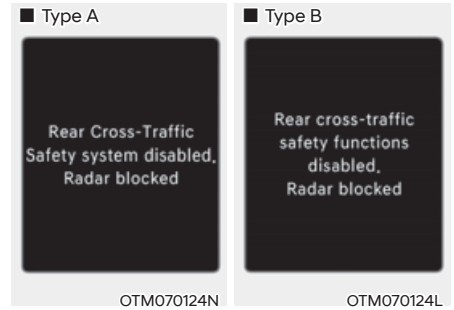 ■ Type A
Rear Cross-Traffic
Safety system disabled.
Radar blocked
OTM070124N
■ Type B
Rear cross-traffic
safety functions
disabled.
Radar blocked
OTM070124L